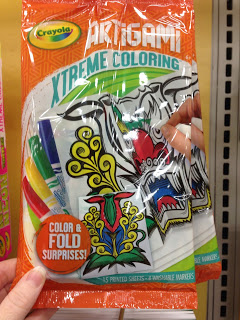 Crayola
ARTIGAMI
XTREME COLORING
COLOR &
FOLD
SURPRISES!